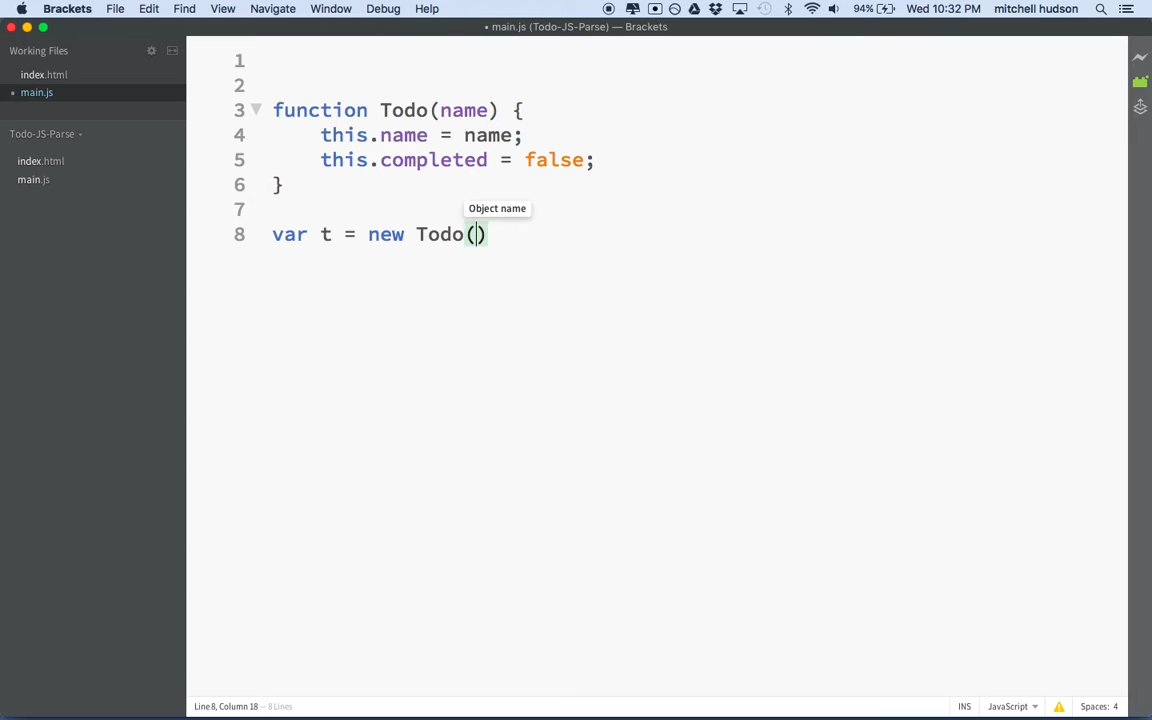 Brackets File Edit Find View Navigate Window Debug Help 94% Wed 10:32 PM mitchell hudson
• main.js (Todo-JS-Parse) — Brackets
Working Files
index.html
• main.js
Todo-JS-Parse
index.html
main.js
1
2
3 function Todo(name) {
4 this.name = name;
5 this.completed = false;
6 }
7
Object name
8 var t = new Todo()
Line 8, Column 18 — 8 Lines INS JavaScript Spaces: 4